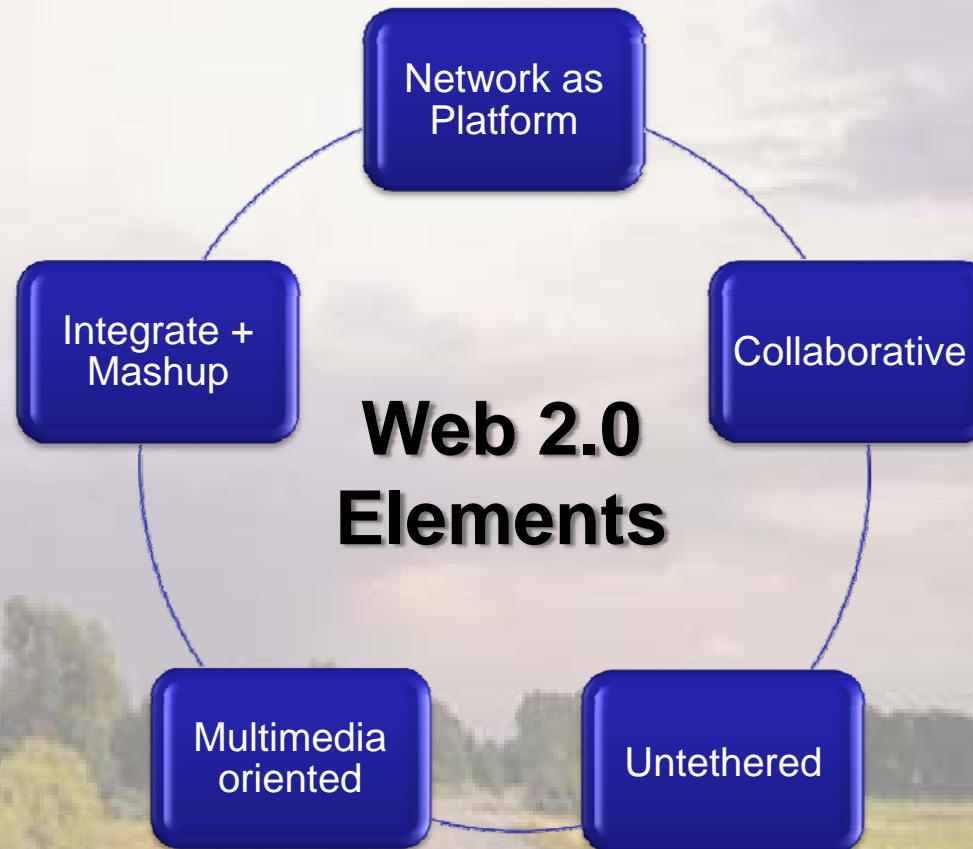 Network as
Platform
Integrate +
Mashup
Collaborative
Web 2.0
Elements
Multimedia
oriented
Untethered